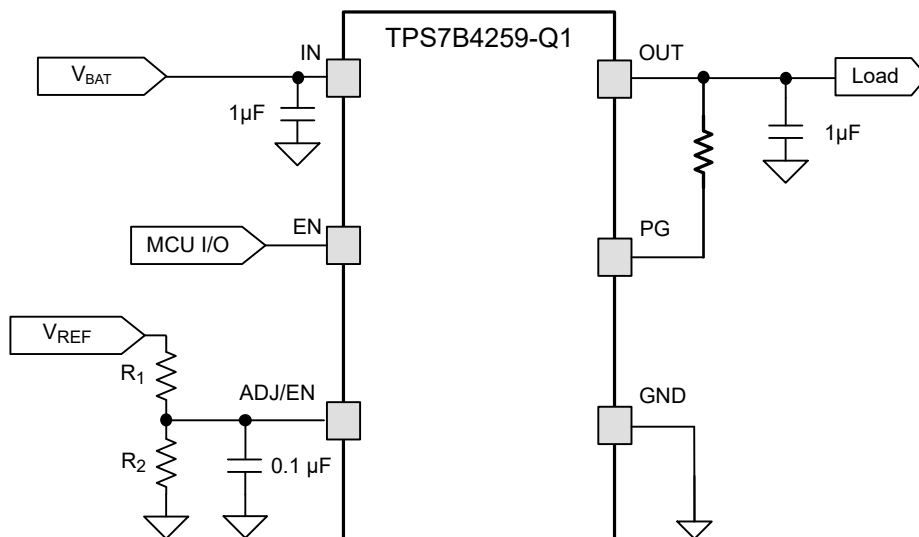 TPS7B4259-Q1
IN
OUT
V_BAT
Load
1µF
1µF
EN
PG
MCU I/O
V_REF
R_1
ADJ/EN
GND
R_2
0.1 µF